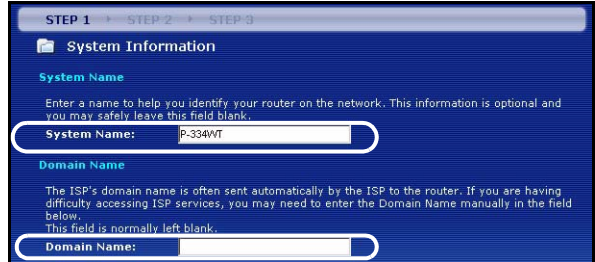 STEP 1 STEP 2 STEP 3
System Information
System Name
Enter a name to help you identify your router on the network. This information is optional and
you may safely leave this field blank.
System Name: P-334WT
Domain Name
The ISP's domain name is often sent automatically by the ISP to the router. If you are having
difficulty accessing ISP services, you may need to enter the Domain Name manually in the field
below.
This field is normally left blank.
Domain Name: